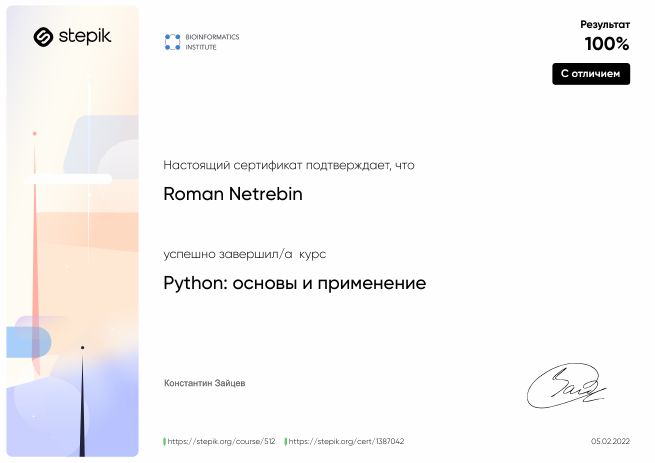 stepik
BIOINFORMATICS
INSTITUTE
Результат
100%
С отличием
Настоящий сертификат подтверждает, что
Roman Netrebin
успешно завершил/а курс
Python: основы и применение
Константин Зайцев
https://stepik.org/course/512
https://stepik.org/cert/1387042
05.02.2022